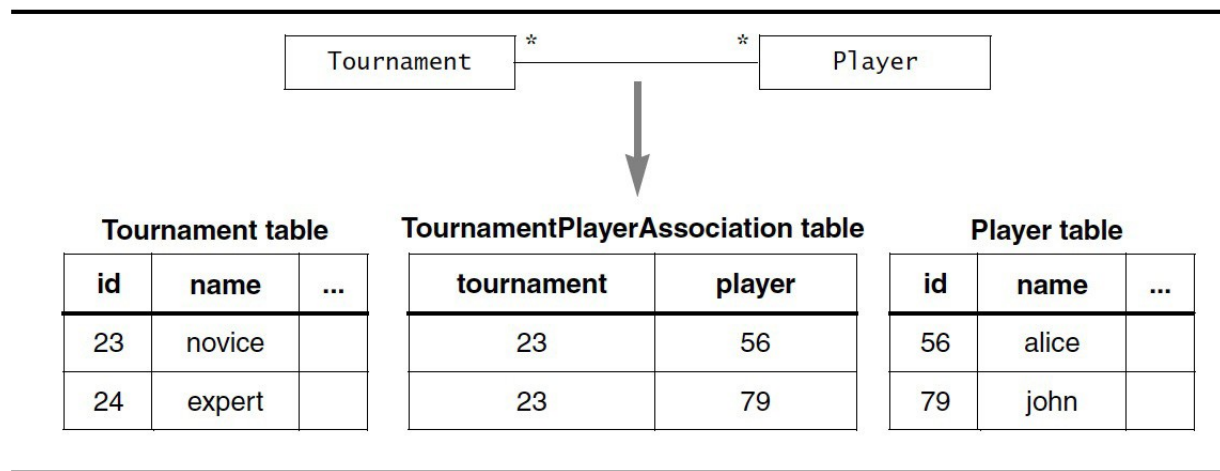 * *
Tournament Player
Tournament table TournamentPlayerAssociation table Player table
id name ... tournament player id name ...
23 novice 23 56 56 alice
24 expert 23 79 79 john